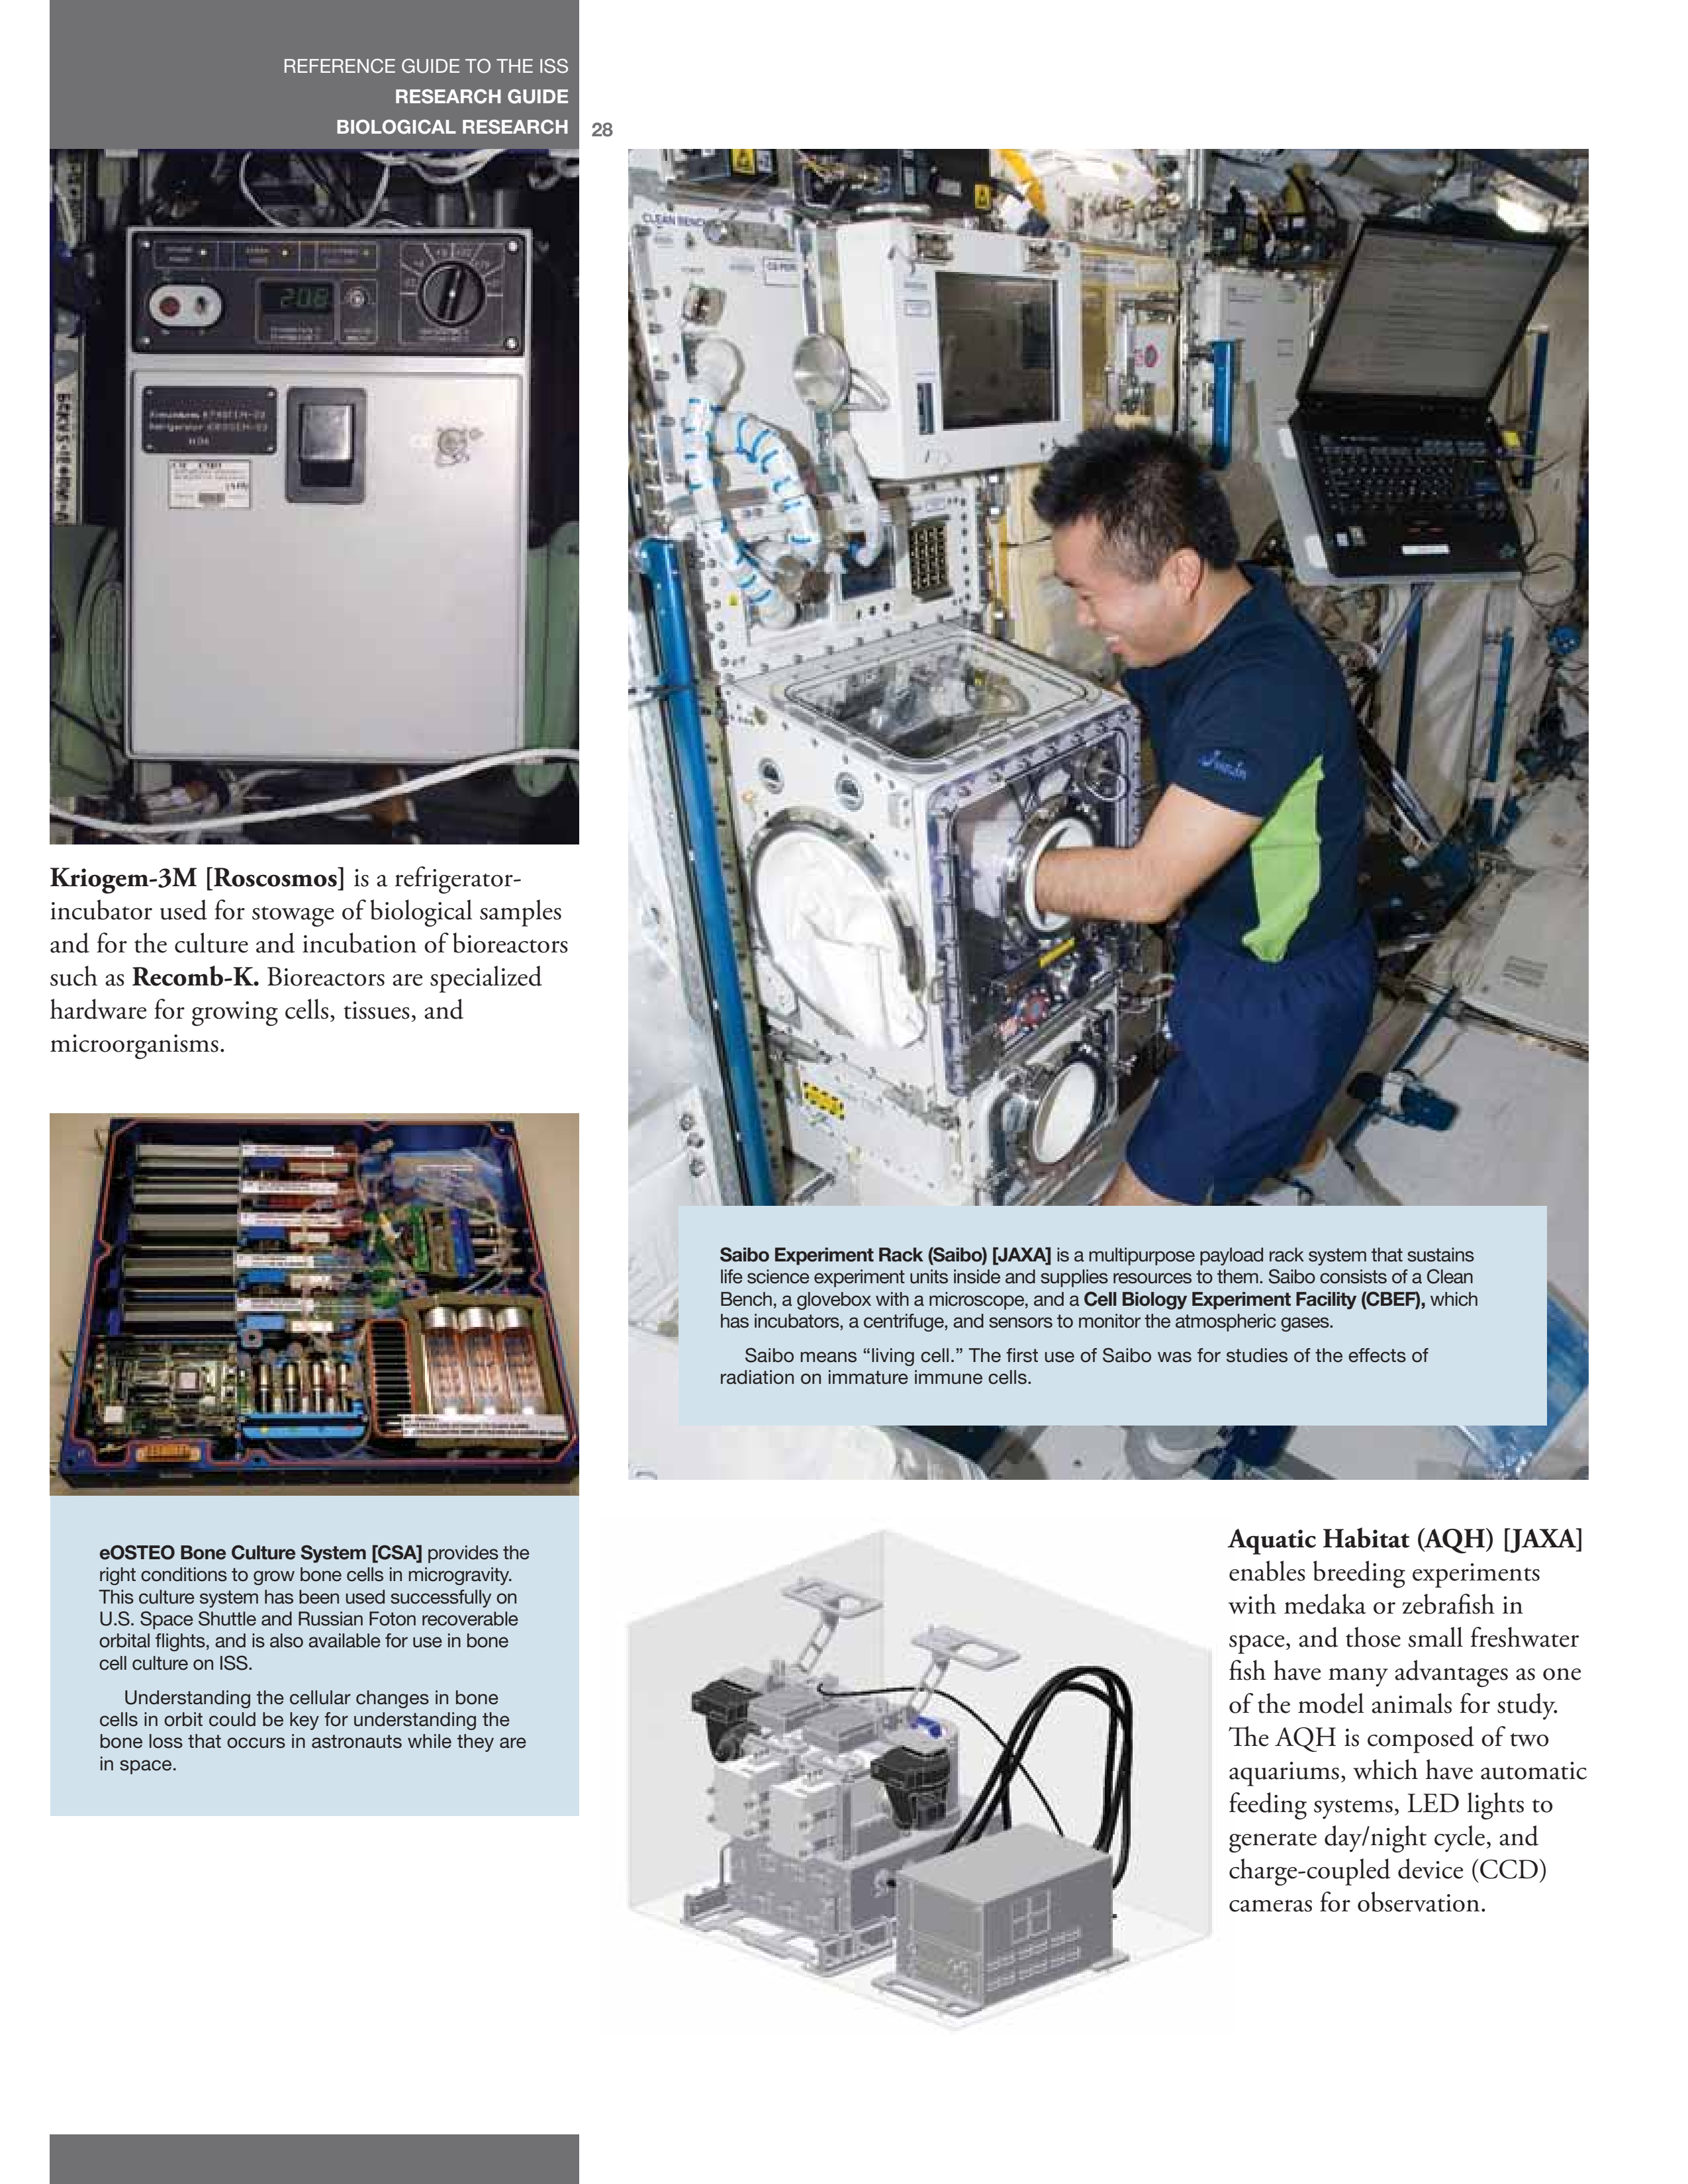 REFERENCE GUIDE TO THE ISS
RESEARCH GUIDE
BIOLOGICAL RESEARCH
28
CLEAN BENCH
Kriogem-3M [Roscosmos] is a refrigerator-
incubator used for stowage of biological samples
and for the culture and incubation of bioreactors
such as Recomb-K. Bioreactors are specialized
hardware for growing cells, tissues, and
microorganisms.
eOSTEO Bone Culture System [CSA] provides the
right conditions to grow bone cells in microgravity.
This culture system has been used successfully on
U.S. Space Shuttle and Russian Foton recoverable
orbital flights, and is also available for use in bone
cell culture on ISS.
Understanding the cellular changes in bone
cells in orbit could be key for understanding the
bone loss that occurs in astronauts while they are
in space.
Saibo Experiment Rack (Saibo) [JAXA] is a multipurpose payload rack system that sustains
life science experiment units inside and supplies resources to them. Saibo consists of a Clean
Bench, a glovebox with a microscope, and a Cell Biology Experiment Facility (CBEF), which
has incubators, a centrifuge, and sensors to monitor the atmospheric gases.
Saibo means “living cell.” The first use of Saibo was for studies of the effects of
radiation on immature immune cells.
Aquatic Habitat (AQH) [JAXA]
enables breeding experiments
with medaka or zebrafish in
space, and those small freshwater
fish have many advantages as one
of the model animals for study.
The AQH is composed of two
aquariums, which have automatic
feeding systems, LED lights to
generate day/night cycle, and
charge-coupled device (CCD)
cameras for observation.